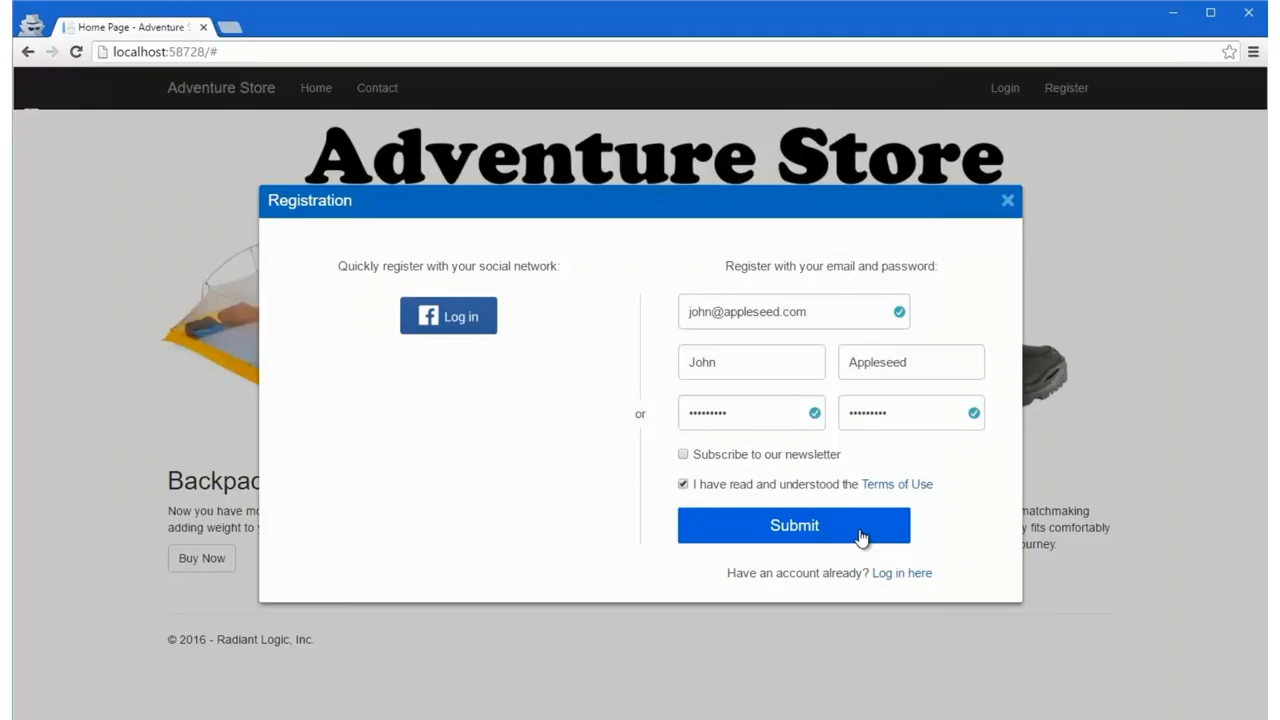 Home Page - Adventure S
localhost:58728/#
Adventure Store Home Contact Login Register
Adventure Store
Registration
Quickly register with your social network:
Log in
or
Register with your email and password:
john@appleseed.com
John Appleseed
••••••••• •••••••••
Subscribe to our newsletter
I have read and understood the Terms of Use
Submit
Have an account already? Log in here
Backpac
Now you have mo
adding weight to y
Buy Now
matchmaking
y fits comfortably
ourney.
© 2016 - Radiant Logic, Inc.